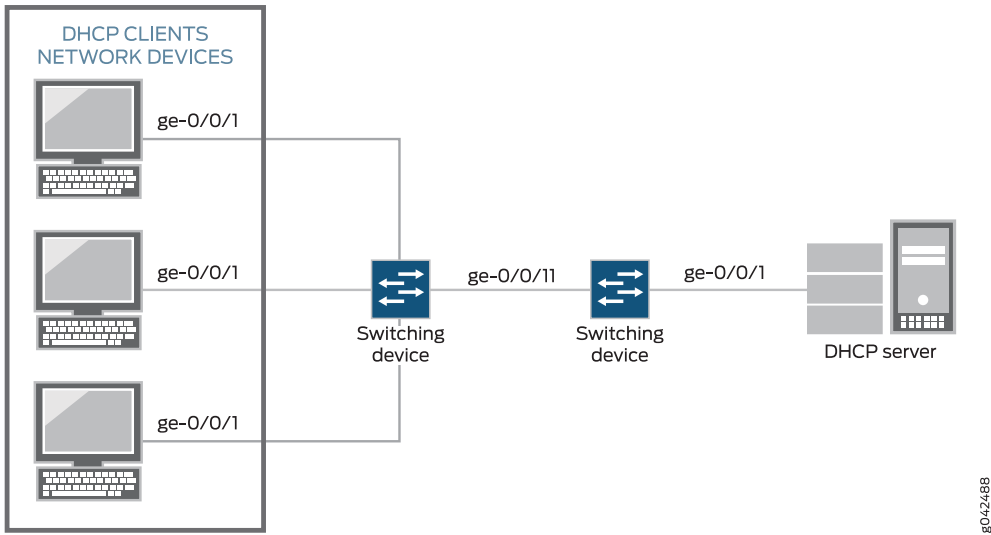 DHCP CLIENTS
NETWORK DEVICES
ge-0/0/1
ge-0/0/1
ge-0/0/11
ge-0/0/1
Switching
device
Switching
device
DHCP server
ge-0/0/1
g042488